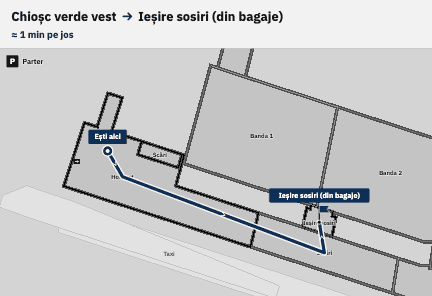 Chioșc verde vest → Ieșire sosiri (din bagaje)
≈ 1 min pe jos
P Parter
Banda 1
Ești aici
Scări
Banda 2
Ieșire sosiri (din bagaje)
Taxi